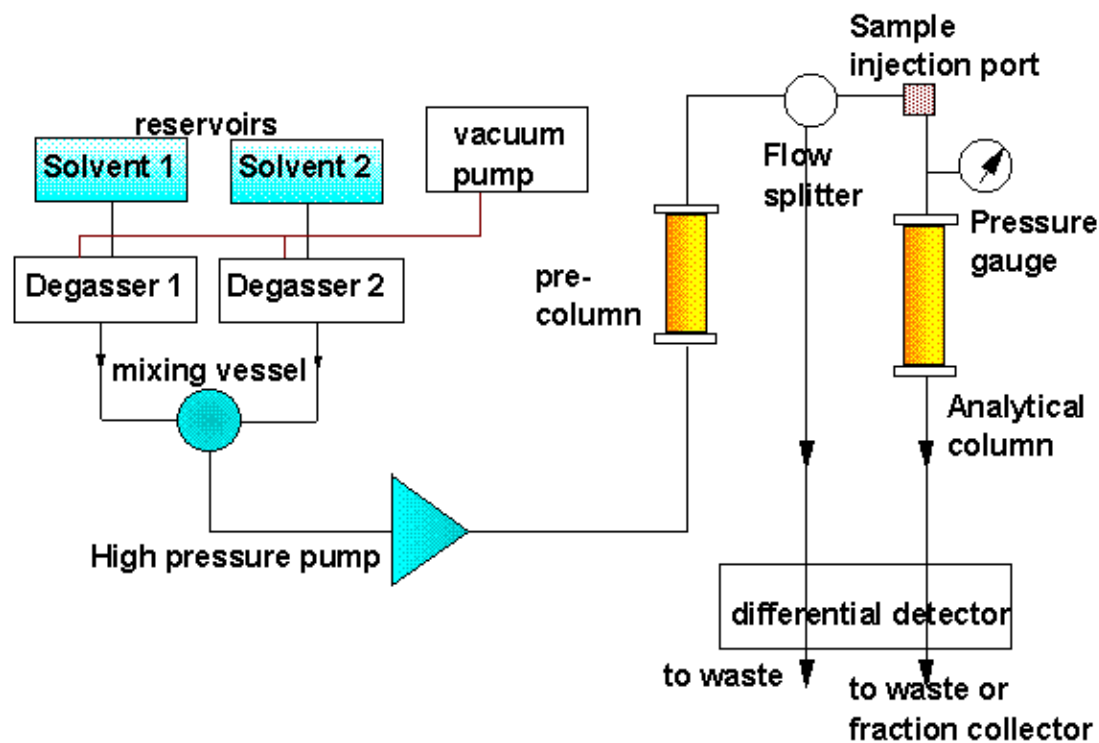 Sample
injection port
reservoirs
Solvent 1
Solvent 2
vacuum
pump
Flow
splitter
Pressure
gauge
Degasser 1
Degasser 2
pre-
column
mixing vessel
Analytical
column
High pressure pump
differential detector
to waste
to waste or
fraction collector